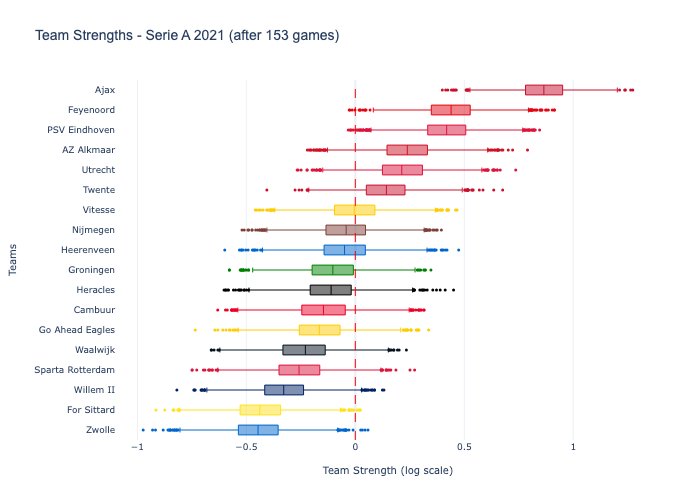 Team Strengths - Serie A 2021 (after 153 games)
Ajax
Feyenoord
PSV Eindhoven
AZ Alkmaar
Utrecht
Twente
Vitesse
Nijmegen
Heerenveen
Groningen
Heracles
Cambuur
Go Ahead Eagles
Waalwijk
Sparta Rotterdam
Willem II
For Sittard
Zwolle
Teams
−1 −0.5 0 0.5 1
Team Strength (log scale)